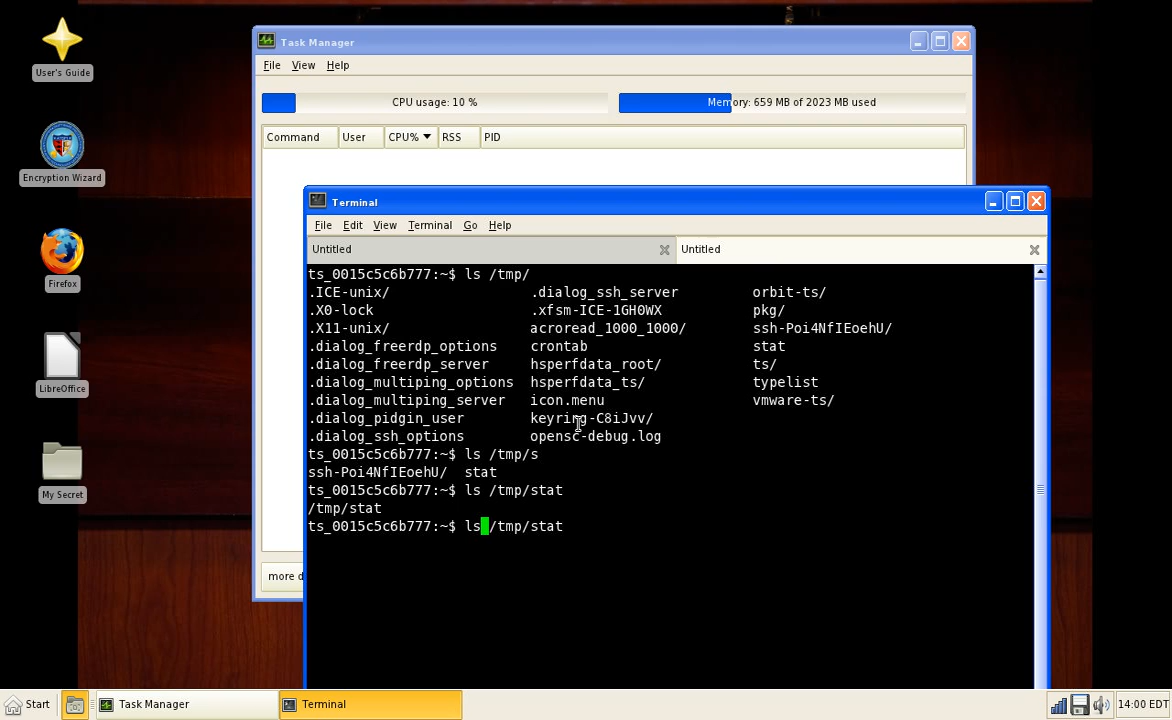 User's Guide
Encryption Wizard
Firefox
LibreOffice
My Secret
Task Manager
File View Help
CPU usage: 10 %
Memory: 659 MB of 2023 MB used
Command User CPU% RSS PID
more d
Terminal
File Edit View Terminal Go Help
Untitled
Untitled
ts_0015c5c6b777:~$ ls /tmp/
.ICE-unix/ .dialog_ssh_server orbit-ts/
.X0-lock .xfsm-ICE-1GH0WX pkg/
.X11-unix/ acroread_1000_1000/ ssh-Poi4NfIEoehU/
.dialog_freerdp_options crontab stat
.dialog_freerdp_server hsperfdata_root/ ts/
.dialog_multiping_options hsperfdata_ts/ typelist
.dialog_multiping_server icon.menu vmware-ts/
.dialog_pidgin_user keyring-C8iJvv/
.dialog_ssh_options opensc-debug.log
ts_0015c5c6b777:~$ ls /tmp/s
ssh-Poi4NfIEoehU/ stat
ts_0015c5c6b777:~$ ls /tmp/stat
/tmp/stat
ts_0015c5c6b777:~$ ls /tmp/stat
Start
Task Manager
Terminal
14:00 EDT